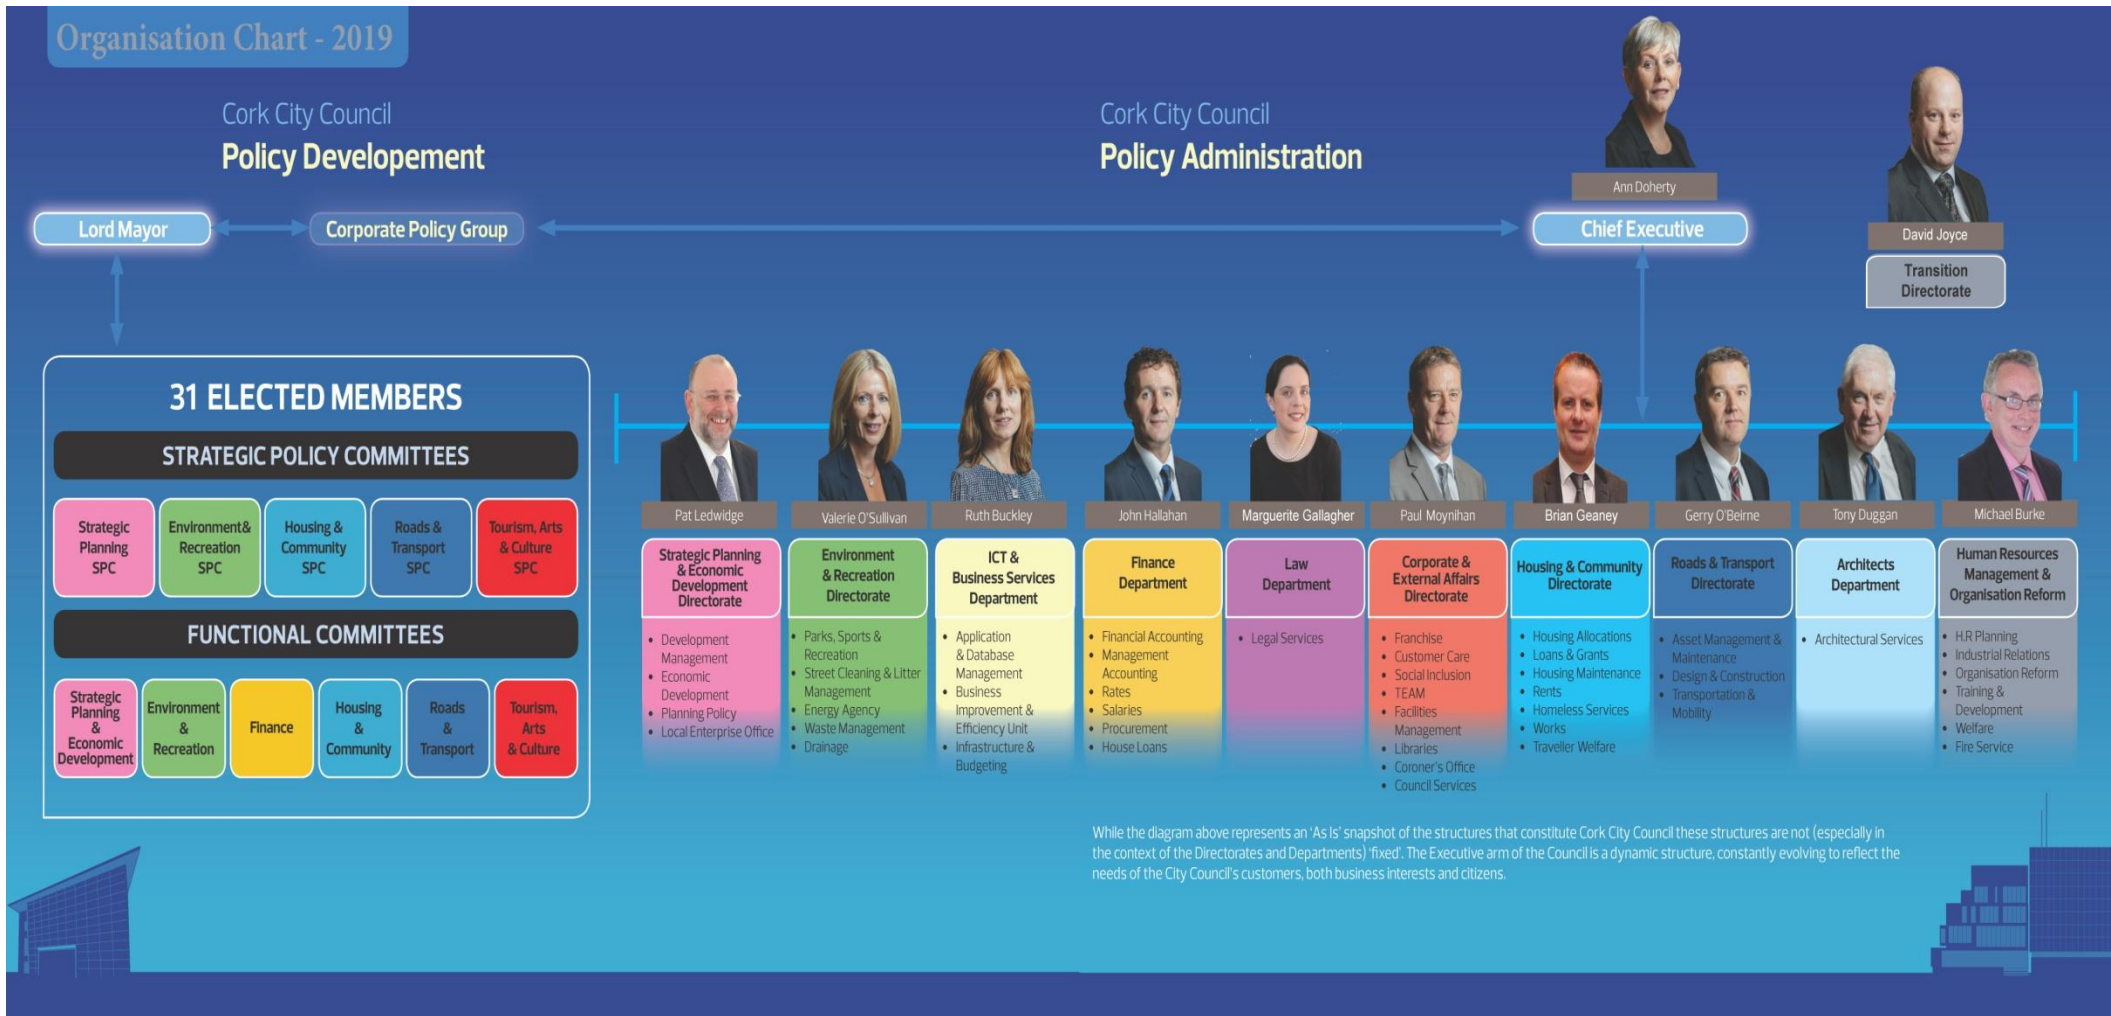 Organisation Chart - 2019
Cork City Council
Policy Developement
Cork City Council
Policy Administration
Ann Doherty
Chief Executive
David Joyce
Transition
Directorate
Lord Mayor
Corporate Policy Group
31 ELECTED MEMBERS
STRATEGIC POLICY COMMITTEES
Strategic
Planning
SPC
Environment&
Recreation
SPC
Housing &
Community
SPC
Roads &
Transport
SPC
Tourism, Arts
& Culture
SPC
FUNCTIONAL COMMITTEES
Strategic
Planning
&
Economic
Development
Environment
&
Recreation
Finance
Housing
&
Community
Roads
&
Transport
Tourism,
Arts
& Culture
Pat Ledwidge
Strategic Planning
& Economic
Development
Directorate
• Development
Management
• Economic
Development
• Planning Policy
• Local Enterprise Office
Valerie O'Sullivan
Environment
& Recreation
Directorate
• Parks, Sports &
Recreation
• Street Cleaning & Litter
Management
• Energy Agency
• Waste Management
• Drainage
Ruth Buckley
ICT &
Business Services
Department
• Application
& Database
Management
• Business
Improvement &
Efficiency Unit
• Infrastructure &
Budgeting
John Hallahan
Finance
Department
• Financial Accounting
• Management
Accounting
• Rates
• Salaries
• Procurement
• House Loans
Marguerite Gallagher
Law
Department
• Legal Services
Paul Moynihan
Corporate &
External Affairs
Directorate
• Franchise
• Customer Care
• Social Inclusion
• TEAM
• Facilities
Management
• Libraries
• Coroner's Office
• Council Services
Brian Geaney
Housing & Community
Directorate
• Housing Allocations
• Loans & Grants
• Housing Maintenance
• Rents
• Homeless Services
• Works
• Traveller Welfare
Gerry O'Beirne
Roads & Transport
Directorate
• Asset Management &
Maintenance
• Design & Construction
• Transportation &
Mobility
Tony Duggan
Architects
Department
• Architectural Services
Michael Burke
Human Resources
Management &
Organisation Reform
• H.R Planning
• Industrial Relations
• Organisation Reform
• Training &
Development
• Welfare
• Fire Service
While the diagram above represents an 'As Is' snapshot of the structures that constitute Cork City Council these structures are not (especially in
the context of the Directorates and Departments) 'fixed'. The Executive arm of the Council is a dynamic structure, constantly evolving to reflect the
needs of the City Council's customers, both business interests and citizens.